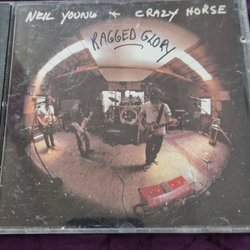 NEIL YOUNG + CRAZY HORSE
RAGGED GLORY